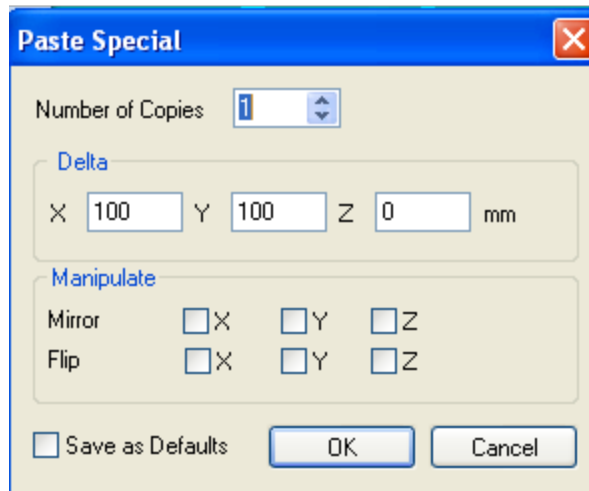 Paste Special
Number of Copies 1
Delta
X 100 Y 100 Z 0 mm
Manipulate
Mirror X Y Z
Flip X Y Z
Save as Defaults OK Cancel